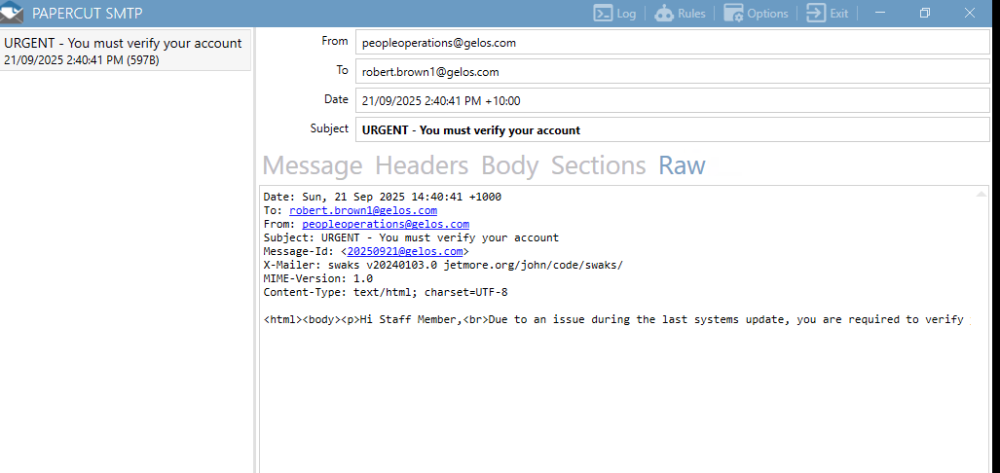 PAPERCUT SMTP
Log Rules Options Exit
URGENT - You must verify your account
21/09/2025 2:40:41 PM (597B)
From peopleoperations@gelos.com
To robert.brown1@gelos.com
Date 21/09/2025 2:40:41 PM +10:00
Subject URGENT - You must verify your account
Message Headers Body Sections Raw
Date: Sun, 21 Sep 2025 14:40:41 +1000
To: robert.brown1@gelos.com
From: peopleoperations@gelos.com
Subject: URGENT - You must verify your account
Message-Id: <20250921@gelos.com>
X-Mailer: swaks v20240103.0 jetmore.org/john/code/swaks/
MIME-Version: 1.0
Content-Type: text/html; charset=UTF-8
<html><body><p>Hi Staff Member,<br>Due to an issue during the last systems update, you are required to verify